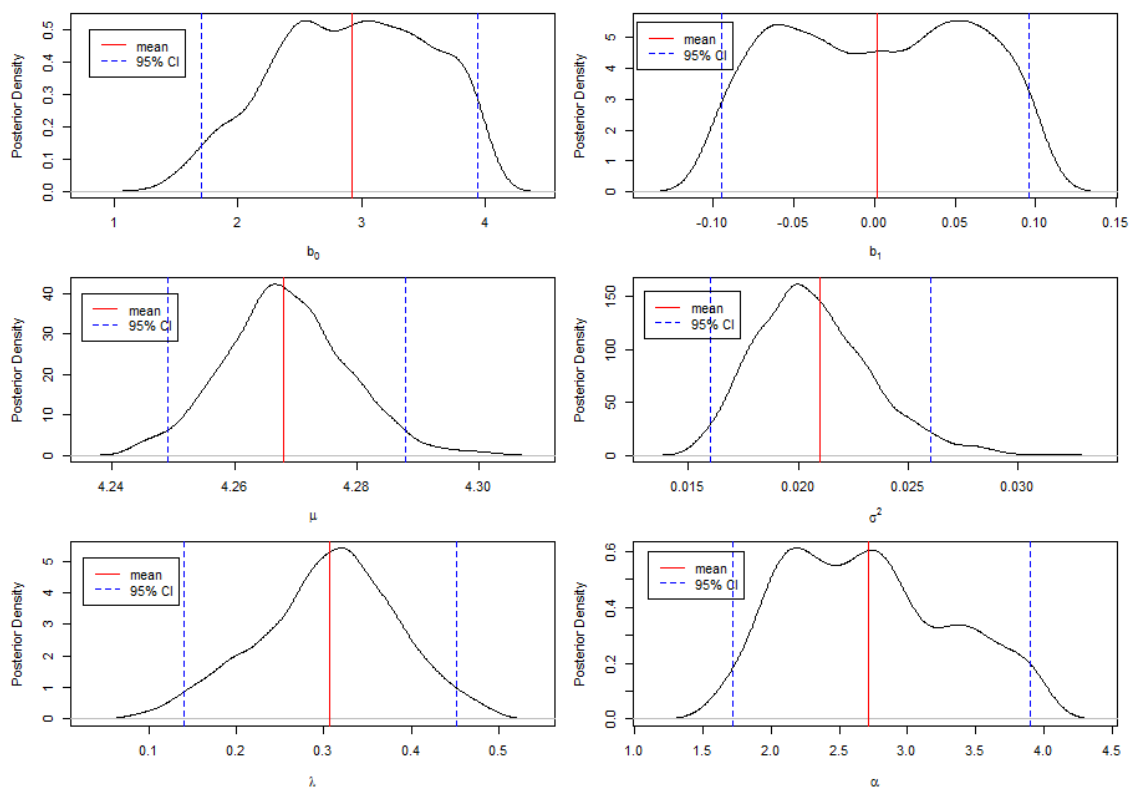 Posterior Density
0.0 0.1 0.2 0.3 0.4 0.5
mean
95% CI
1 2 3 4
b₀
Posterior Density
0 1 2 3 4 5
mean
95% CI
-0.10 -0.05 0.00 0.05 0.10 0.15
b₁
Posterior Density
0 10 20 30 40
mean
95% CI
4.24 4.26 4.28 4.30
μ
Posterior Density
0 50 100 150
mean
95% CI
0.015 0.020 0.025 0.030
σ²
Posterior Density
0 1 2 3 4 5
mean
95% CI
0.1 0.2 0.3 0.4 0.5
λ
Posterior Density
0.0 0.2 0.4 0.6
mean
95% CI
1.0 1.5 2.0 2.5 3.0 3.5 4.0 4.5
α